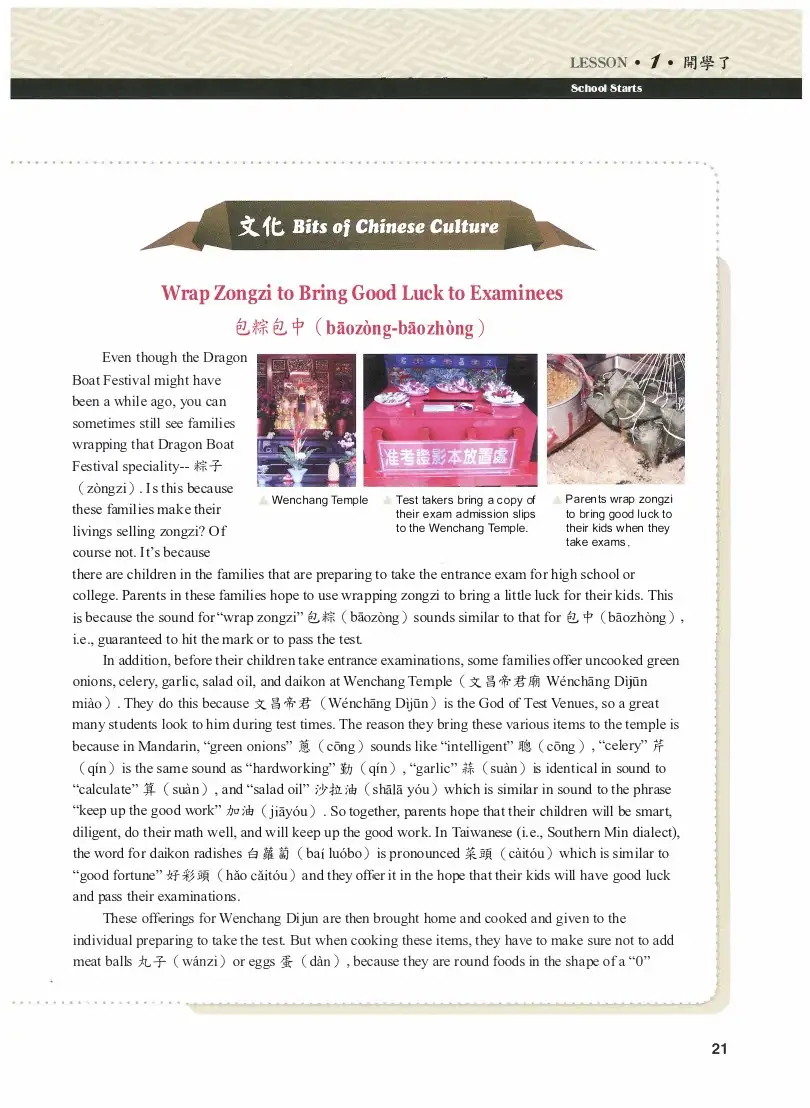 LESSON • 1 • 開學了
School Starts
文化 Bits of Chinese Culture
Wrap Zongzi to Bring Good Luck to Examinees
包粽包中（bāozòng-bāozhòng）
Even though the Dragon
Boat Festival might have
been a while ago, you can
sometimes still see families
wrapping that Dragon Boat
Festival speciality-- 粽子
（zòngzi）. Is this because
these families make their
livings selling zongzi? Of
course not. It's because
准考證影本放置處
Wenchang Temple
Test takers bring a copy of
their exam admission slips
to the Wenchang Temple.
Parents wrap zongzi
to bring good luck to
their kids when they
take exams.
there are children in the families that are preparing to take the entrance exam for high school or
college. Parents in these families hope to use wrapping zongzi to bring a little luck for their kids. This
is because the sound for “wrap zongzi” 包粽（bāozòng）sounds similar to that for 包中（bāozhòng）,
i.e., guaranteed to hit the mark or to pass the test.
In addition, before their children take entrance examinations, some families offer uncooked green
onions, celery, garlic, salad oil, and daikon at Wenchang Temple（文昌帝君廟 Wénchāng Dìjūn
miào）. They do this because 文昌帝君（Wénchāng Dìjūn）is the God of Test Venues, so a great
many students look to him during test times. The reason they bring these various items to the temple is
because in Mandarin, “green onions” 蔥（cōng）sounds like “intelligent” 聰（cōng）, “celery” 芹
（qín）is the same sound as “hardworking” 勤（qín）, “garlic” 蒜（suàn）is identical in sound to
“calculate” 算（suàn）, and “salad oil” 沙拉油（shālā yóu）which is similar in sound to the phrase
“keep up the good work” 加油（jiāyóu）. So together, parents hope that their children will be smart,
diligent, do their math well, and will keep up the good work. In Taiwanese (i.e., Southern Min dialect),
the word for daikon radishes 白蘿蔔（baí luóbo）is pronounced 菜頭（càitóu）which is similar to
“good fortune” 好彩頭（hǎo cǎitóu）and they offer it in the hope that their kids will have good luck
and pass their examinations.
These offerings for Wenchang Dijun are then brought home and cooked and given to the
individual preparing to take the test. But when cooking these items, they have to make sure not to add
meat balls 丸子（wánzi）or eggs 蛋（dàn）, because they are round foods in the shape of a “0”
21